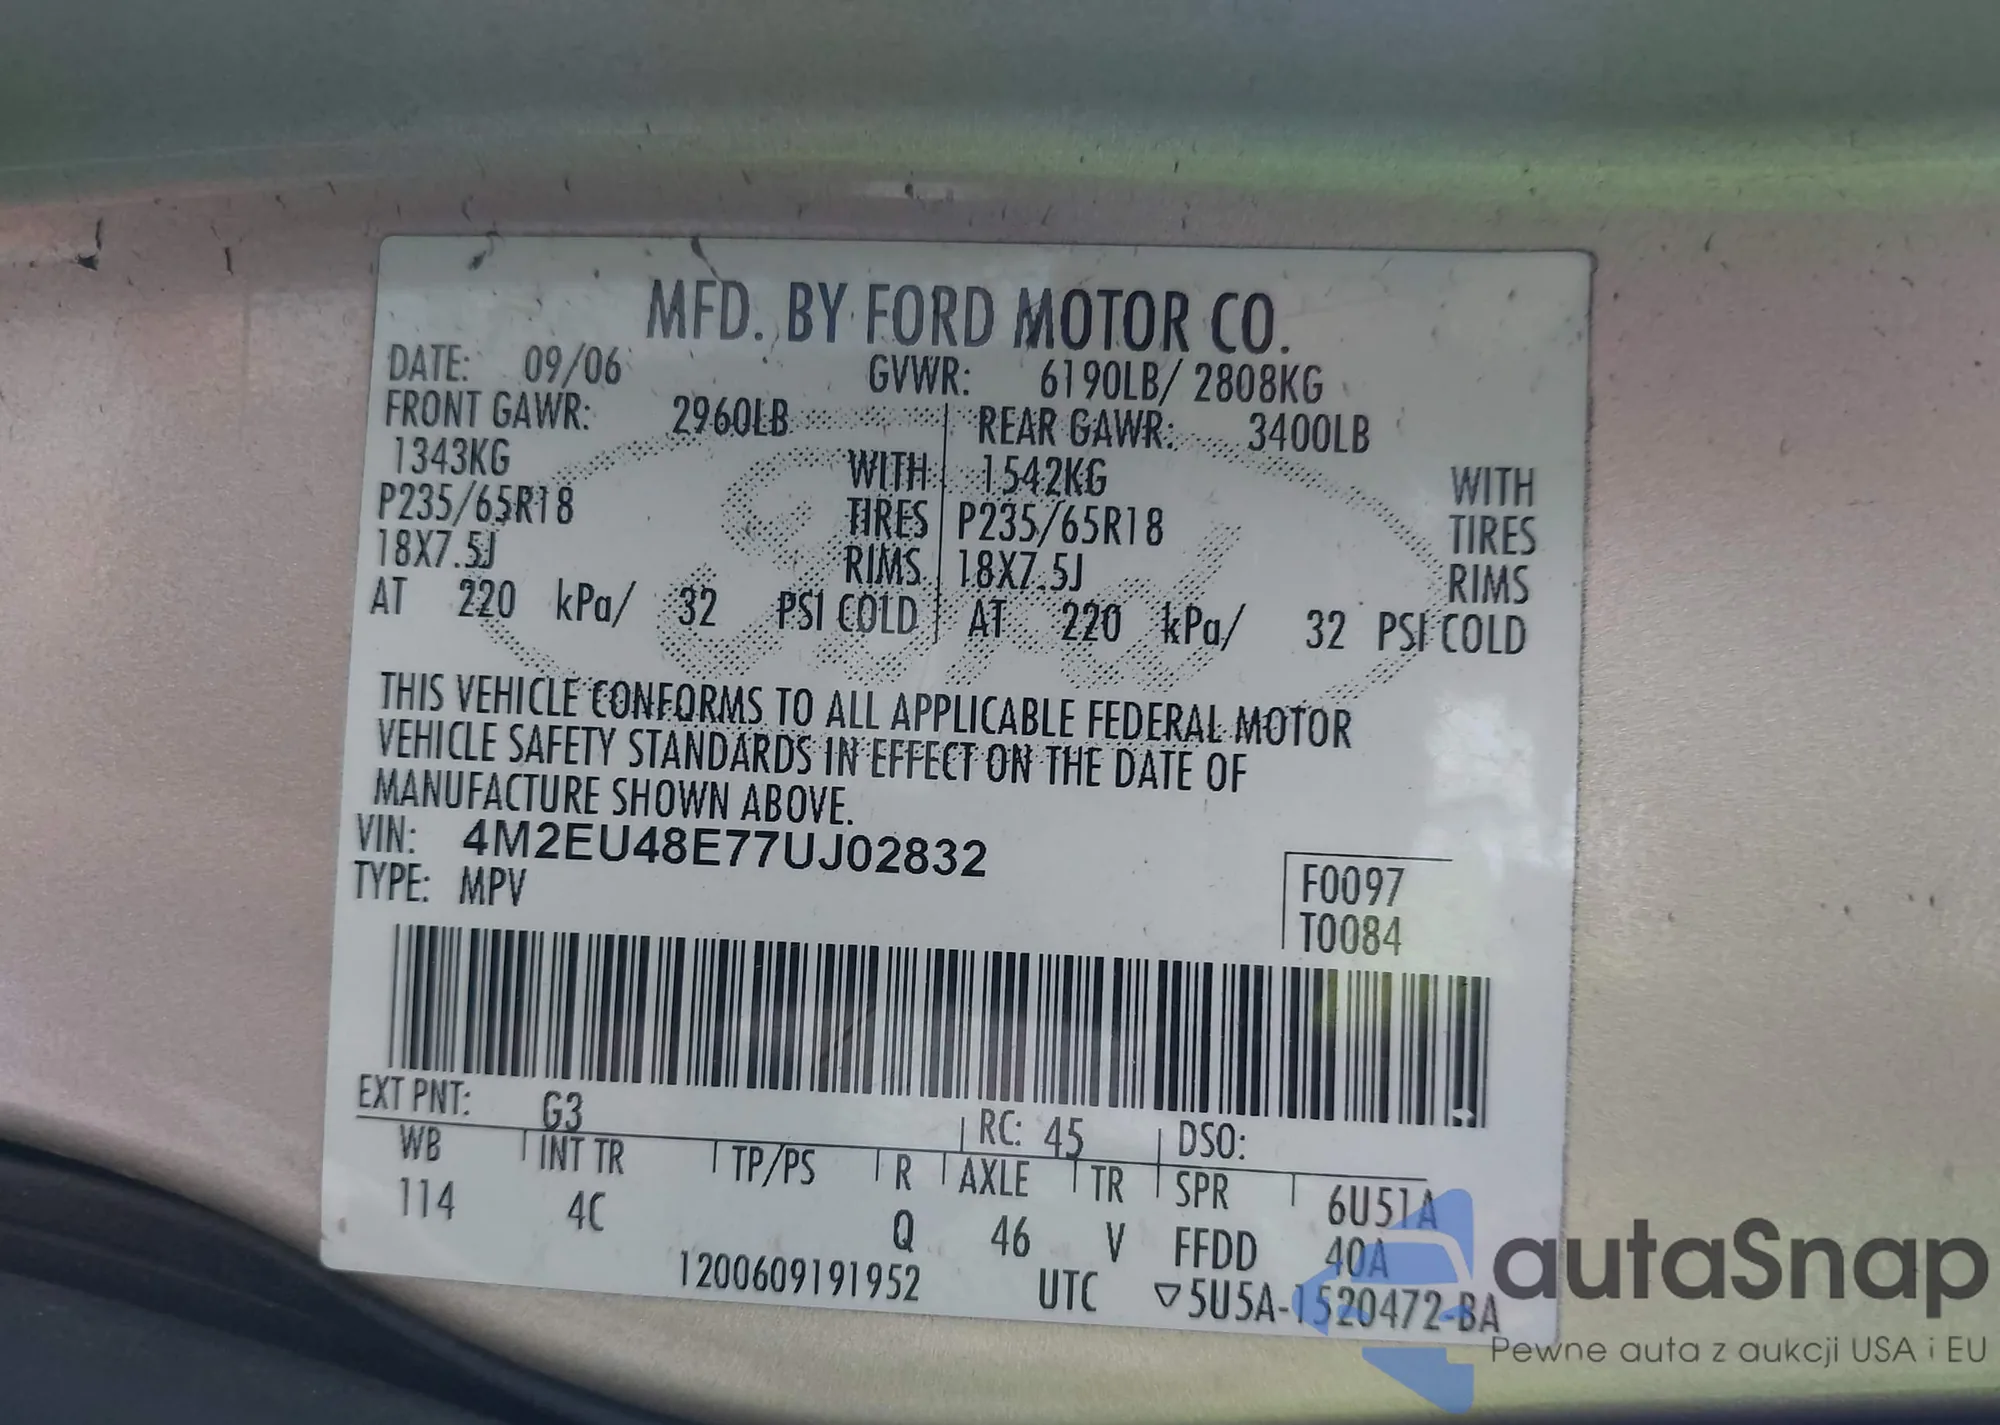 MFD. BY FORD MOTOR CO.
DATE: 09/06 GVWR: 6190LB/ 2808KG
FRONT GAWR: 2960LB REAR GAWR: 3400LB
1343KG WITH 1542KG WITH
P235/65R18 TIRES P235/65R18 TIRES
18X7.5J RIMS 18X7.5J RIMS
AT 220 kPa/ 32 PSI COLD AT 220 kPa/ 32 PSI COLD
THIS VEHICLE CONFORMS TO ALL APPLICABLE FEDERAL MOTOR
VEHICLE SAFETY STANDARDS IN EFFECT ON THE DATE OF
MANUFACTURE SHOWN ABOVE.
VIN: 4M2EU48E77UJ02832
TYPE: MPV
F0097
T0084
EXT PNT: G3 RC: 45 DSO:
WB INT TR TP/PS R AXLE TR SPR 6U51A
114 4C Q 46 V FFDD 40A
1200609191952 UTC ▽5U5A-1520472-BA
autaSnap
Pewne auta z aukcji USA i EU